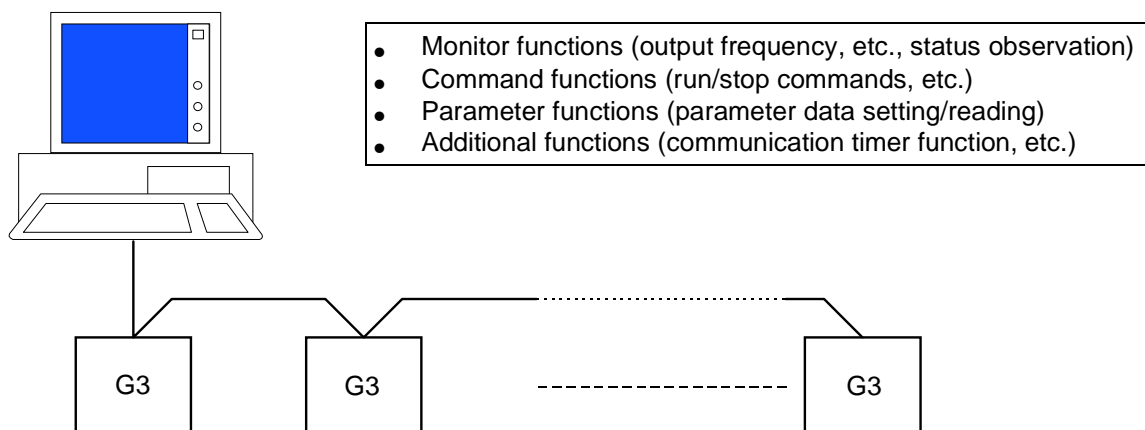 ● Monitor functions (output frequency, etc., status observation)
● Command functions (run/stop commands, etc.)
● Parameter functions (parameter data setting/reading)
● Additional functions (communication timer function, etc.)
G3 G3 G3